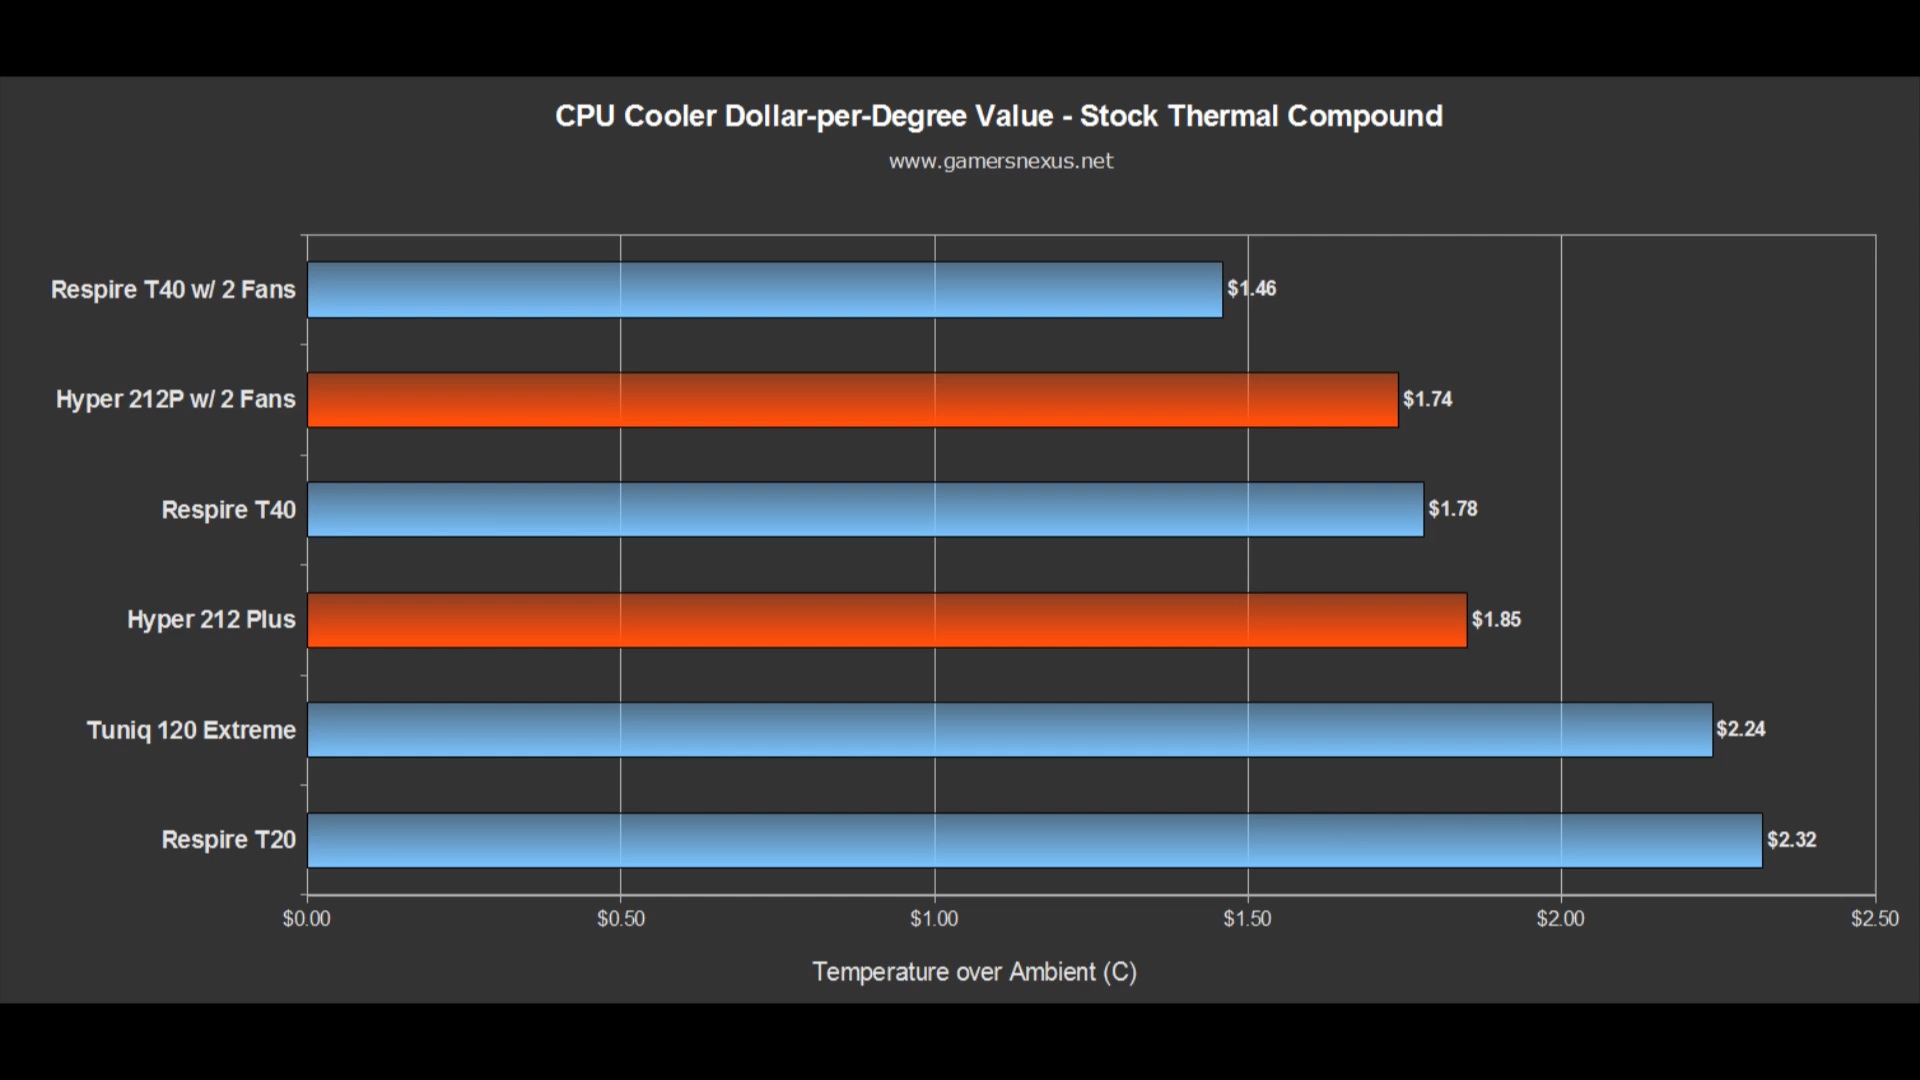 CPU Cooler Dollar-per-Degree Value - Stock Thermal Compound
www.gamersnexus.net
Respire T40 w/ 2 Fans $1.46
Hyper 212P w/ 2 Fans $1.74
Respire T40 $1.78
Hyper 212 Plus $1.85
Tuniq 120 Extreme $2.24
Respire T20 $2.32
$0.00 $0.50 $1.00 $1.50 $2.00 $2.50
Temperature over Ambient (C)